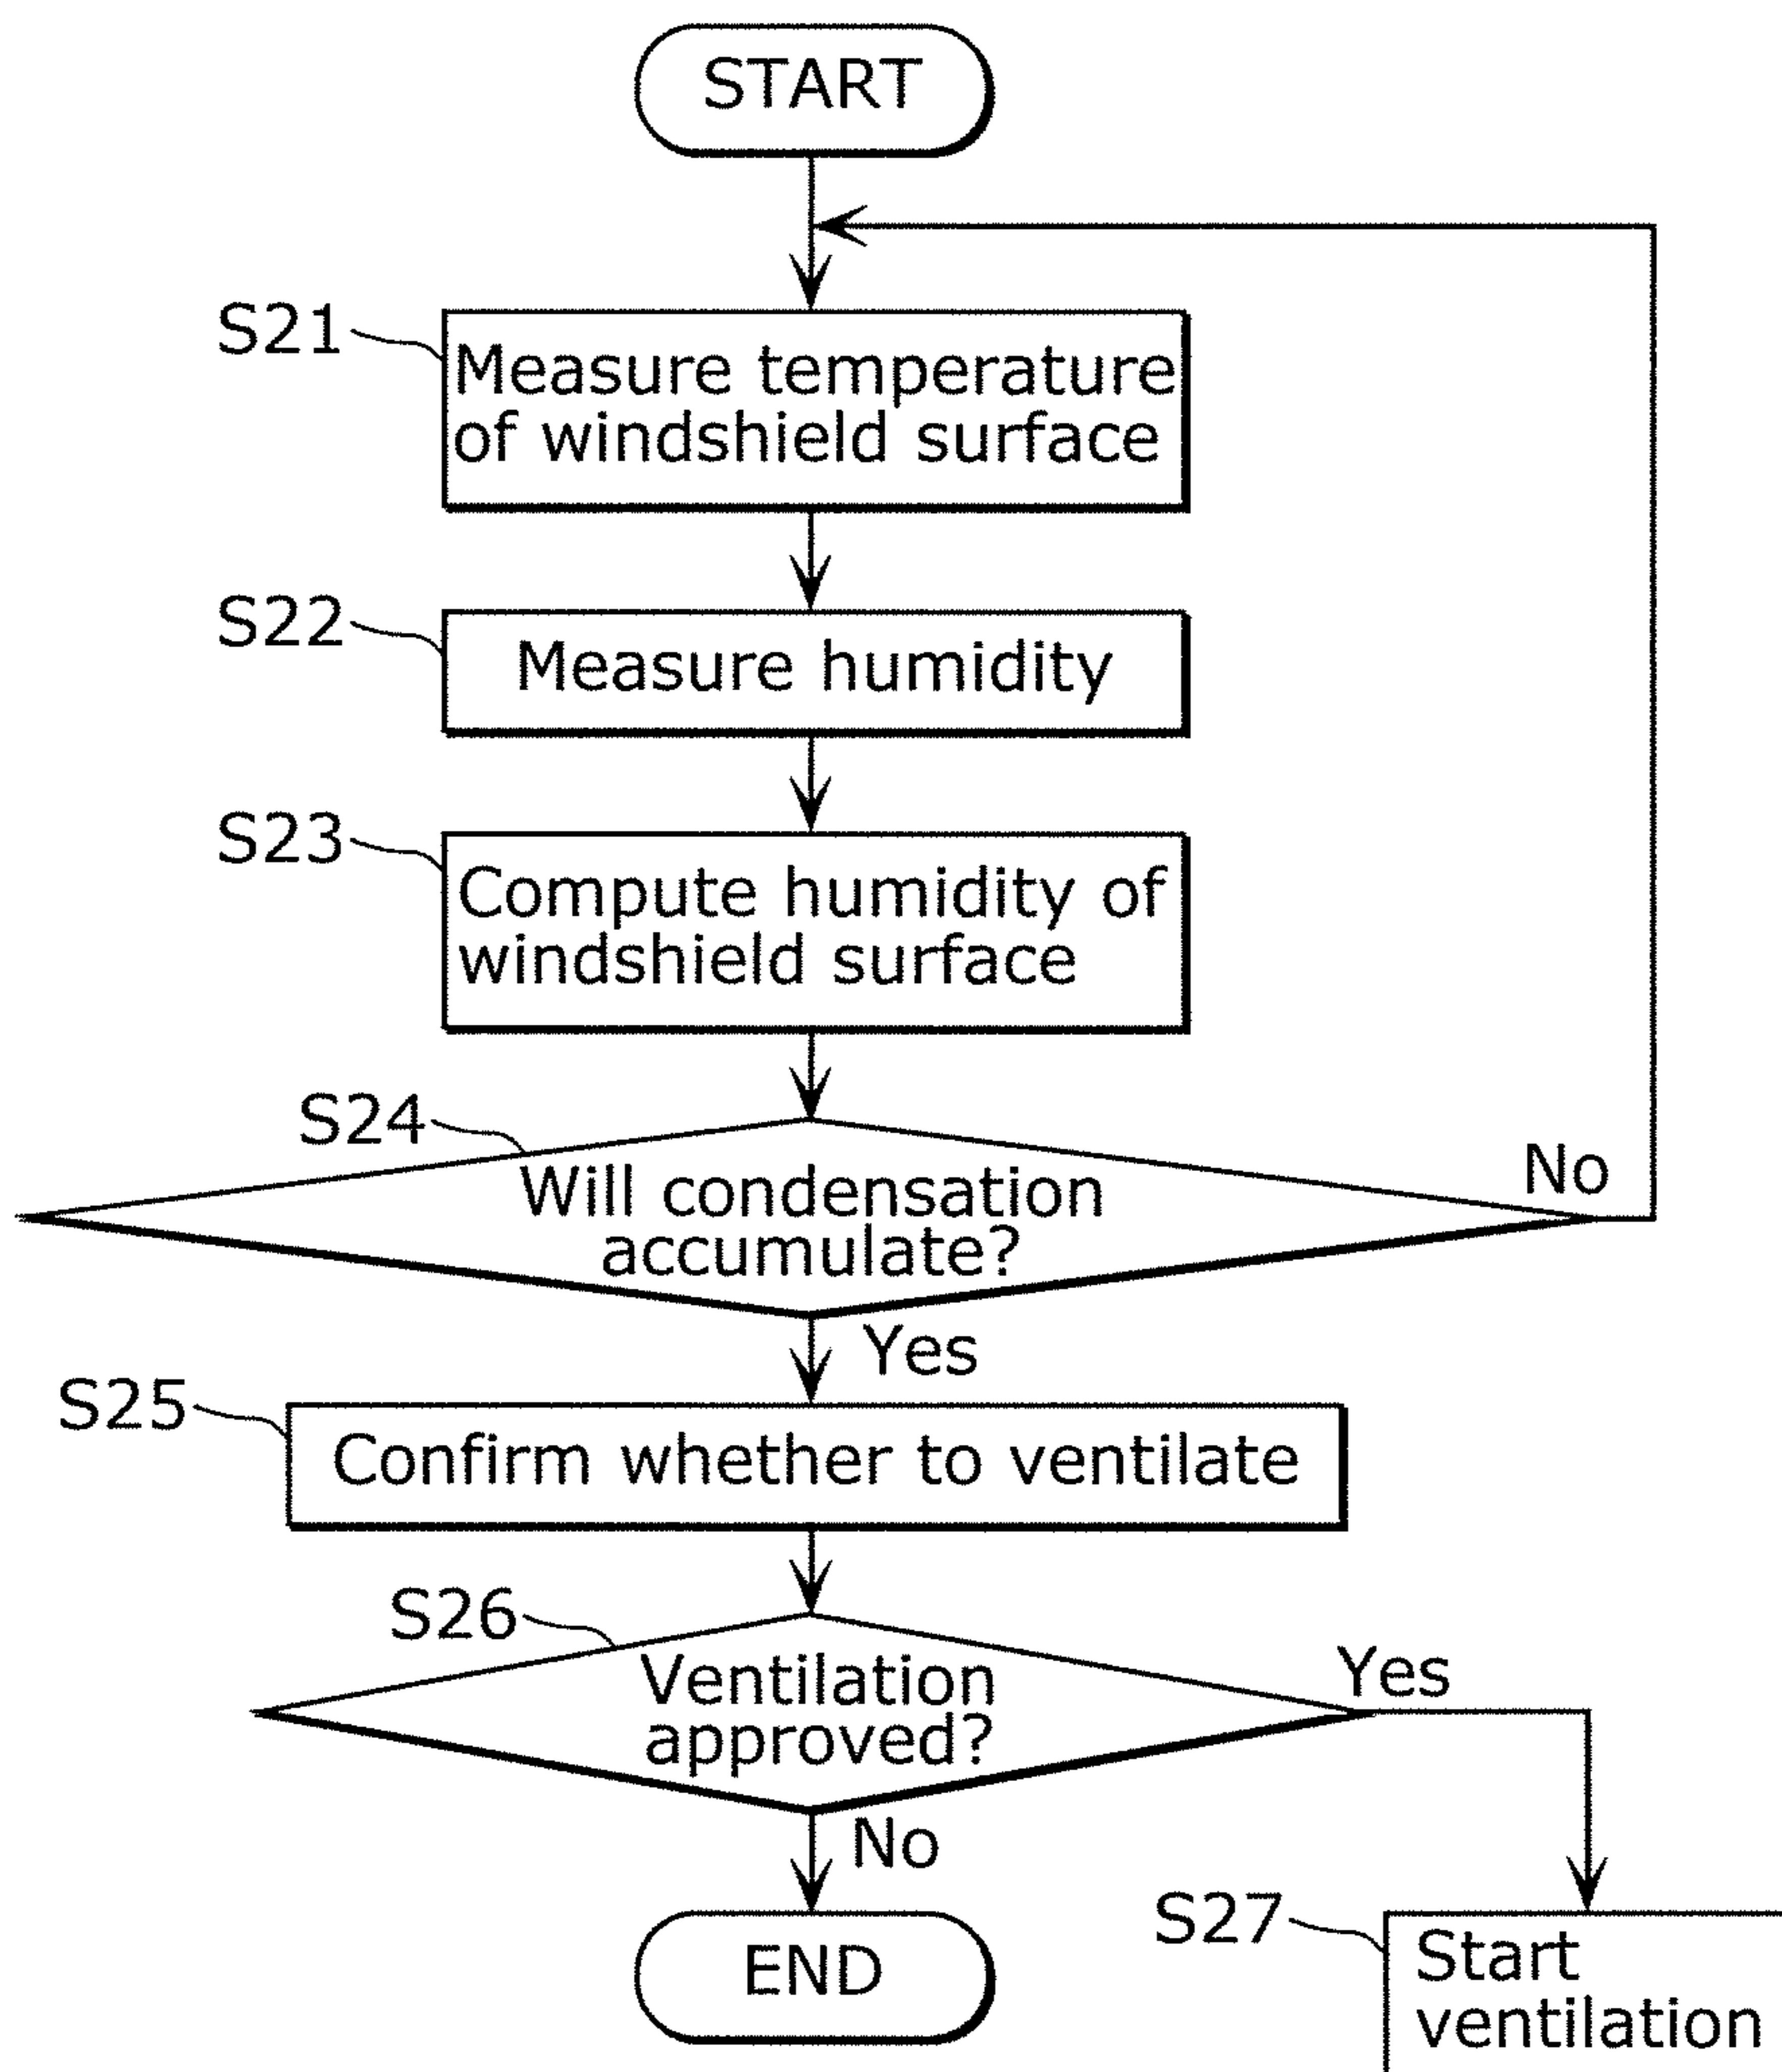 START
S21
Measure temperature
of windshield surface
S22
Measure humidity
S23
Compute humidity of
windshield surface
S24
Will condensation
accumulate?
No
Yes
S25
Confirm whether to ventilate
S26
Ventilation
approved?
Yes
No
END
S27
Start
ventilation